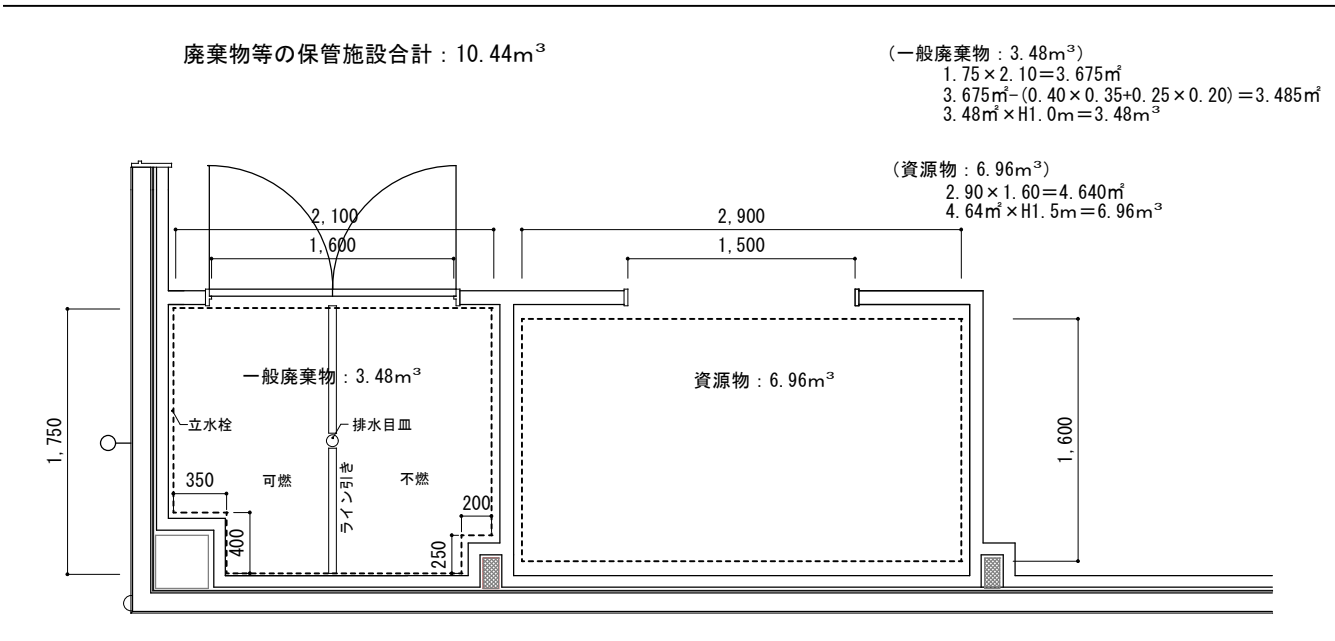 廃棄物等の保管施設合計：10.44m³
（一般廃棄物：3.48m³）
1.75×2.10＝3.675㎡
3.675㎡-(0.40×0.35+0.25×0.20)＝3.485㎡
3.48㎡×H1.0m＝3.48m³
（資源物：6.96m³）
2.90×1.60＝4.640㎡
4.64㎡×H1.5m＝6.96m³
2,100
2,900
1,600
1,500
一般廃棄物：3.48m³
資源物：6.96m³
立水栓
排水目皿
1,750
1,600
350
可燃
ライン引き
不燃
200
400
250